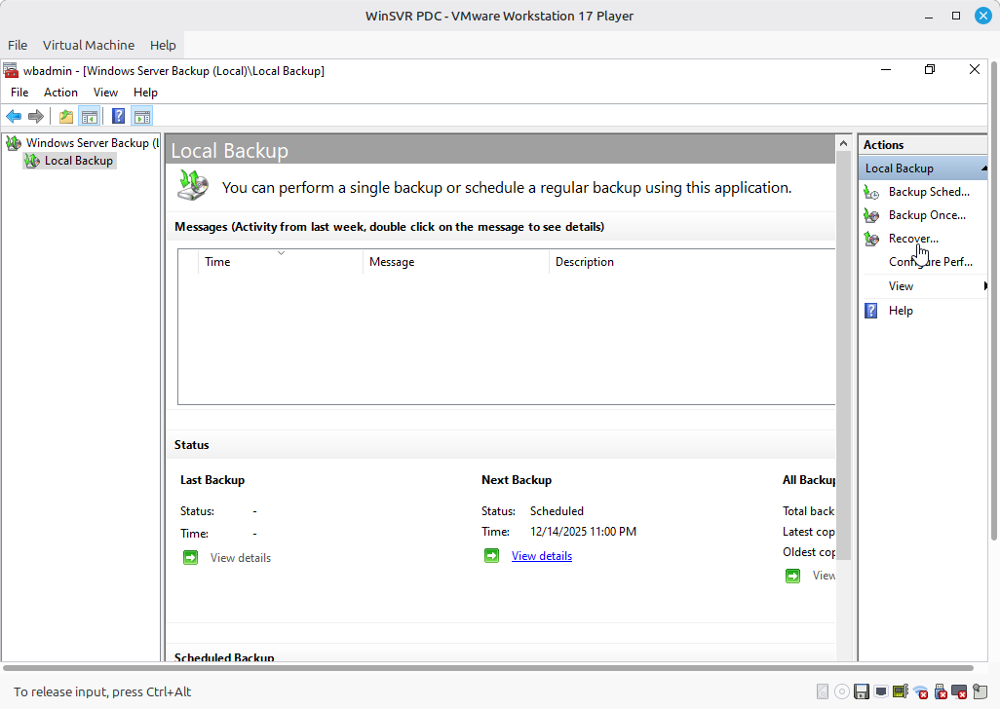 WinSVR PDC - VMware Workstation 17 Player
File Virtual Machine Help
wbadmin - [Windows Server Backup (Local)\Local Backup]
File Action View Help
Windows Server Backup (L
Local Backup
Local Backup
You can perform a single backup or schedule a regular backup using this application.
Messages (Activity from last week, double click on the message to see details)
Time Message Description
Status
Last Backup
Status: -
Time: -
View details
Next Backup
Status: Scheduled
Time: 12/14/2025 11:00 PM
View details
All Backup
Total back
Latest cop
Oldest cop
View
Scheduled Backup
Actions
Local Backup
Backup Sched...
Backup Once...
Recover...
Configure Perf...
View
Help
To release input, press Ctrl+Alt